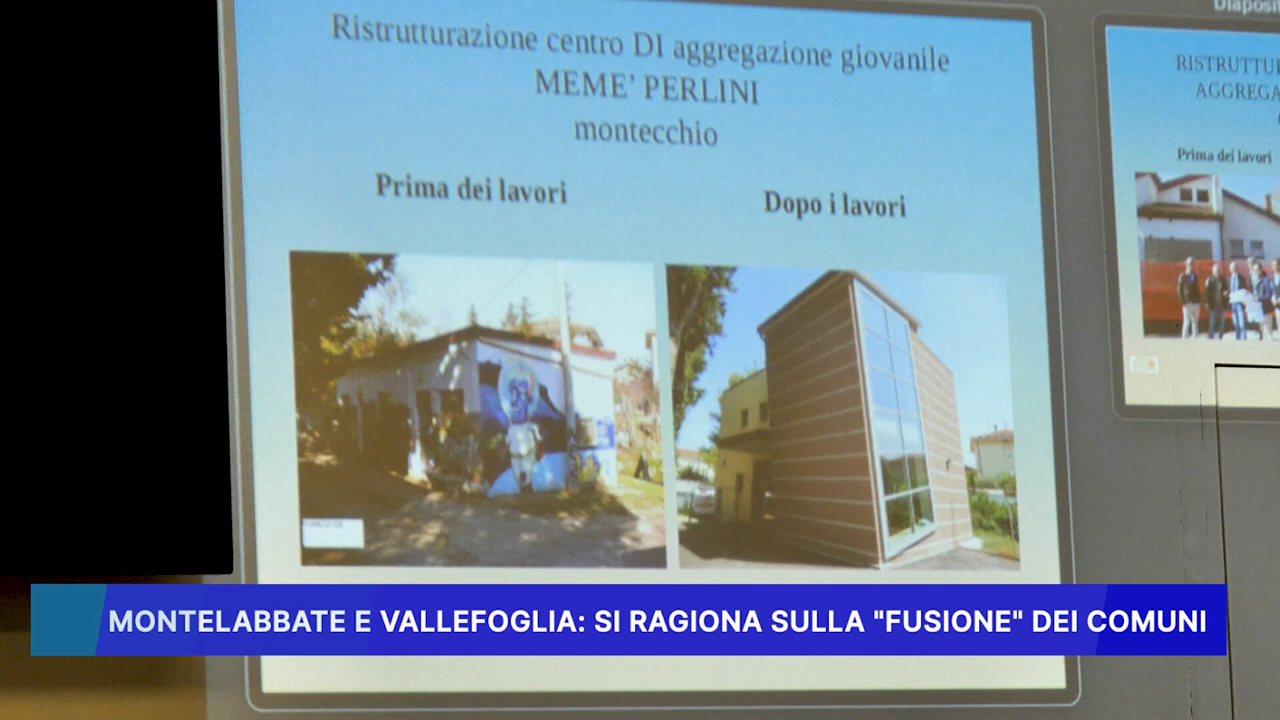 Diaposit
Ristrutturazione centro DI aggregazione giovanile
MEME' PERLINI
montecchio
Prima dei lavori
Dopo i lavori
RISTRUTTU
AGGREGA
Prima dei lavori
MONTELABBATE E VALLEFOGLIA: SI RAGIONA SULLA "FUSIONE" DEI COMUNI